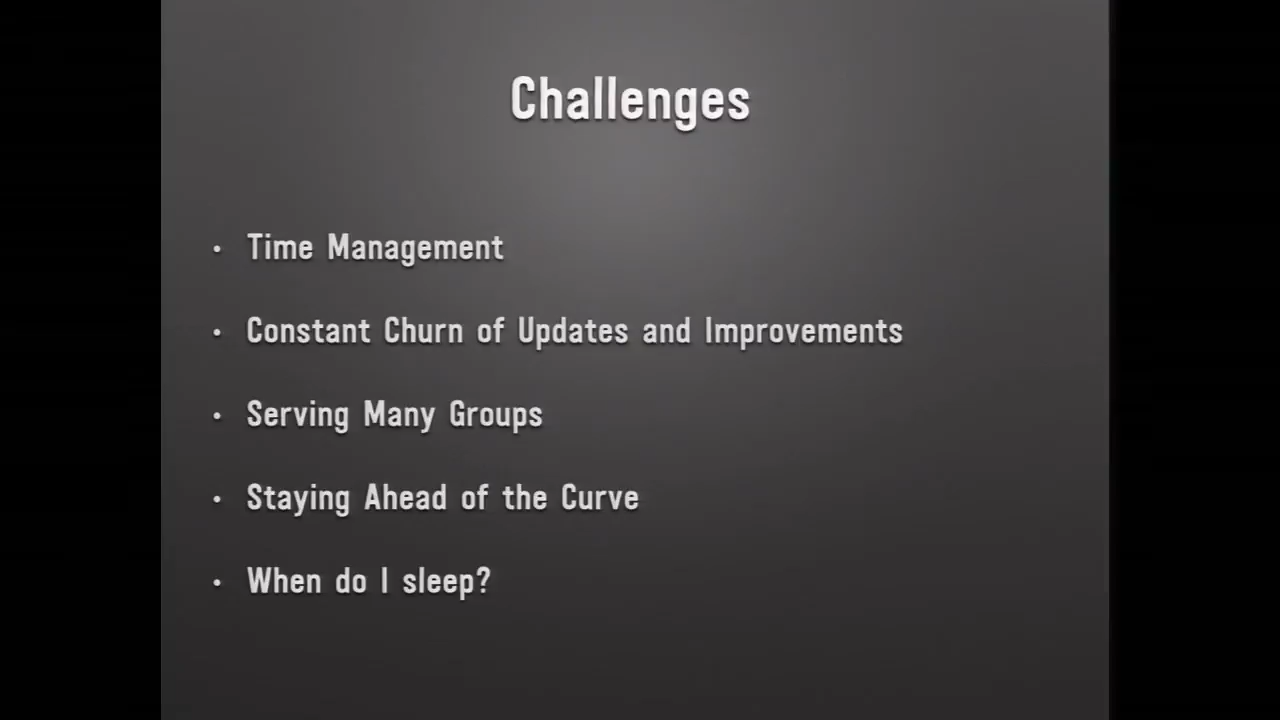 Challenges
• Time Management
• Constant Churn of Updates and Improvements
• Serving Many Groups
• Staying Ahead of the Curve
• When do I sleep?